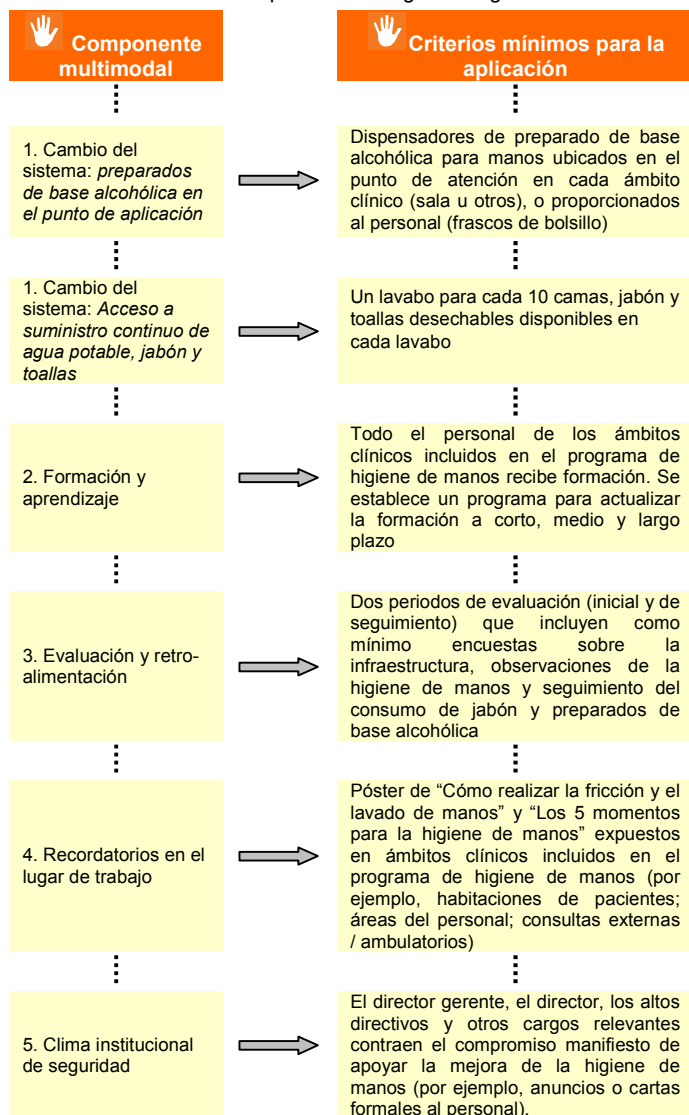 Componente
multimodal
Criterios mínimos para la
aplicación
1. Cambio del
sistema: preparados
de base alcohólica en
el punto de aplicación
Dispensadores de preparado de base
alcohólica para manos ubicados en el
punto de atención en cada ámbito
clínico (sala u otros), o proporcionados
al personal (frascos de bolsillo)
1. Cambio del
sistema: Acceso a
suministro continuo de
agua potable, jabón y
toallas
Un lavabo para cada 10 camas, jabón y
toallas desechables disponibles en
cada lavabo
2. Formación y
aprendizaje
Todo el personal de los ámbitos
clínicos incluidos en el programa de
higiene de manos recibe formación. Se
establece un programa para actualizar
la formación a corto, medio y largo
plazo
3. Evaluación y retro-
alimentación
Dos periodos de evaluación (inicial y de
seguimiento) que incluyen como
mínimo encuestas sobre la
infraestructura, observaciones de la
higiene de manos y seguimiento del
consumo de jabón y preparados de
base alcohólica
4. Recordatorios en el
lugar de trabajo
Póster de “Cómo realizar la fricción y el
lavado de manos” y “Los 5 momentos
para la higiene de manos” expuestos
en ámbitos clínicos incluidos en el
programa de higiene de manos (por
ejemplo, habitaciones de pacientes;
áreas del personal; consultas externas
/ ambulatorios)
5. Clima institucional
de seguridad
El director gerente, el director, los altos
directivos y otros cargos relevantes
contraen el compromiso manifiesto de
apoyar la mejora de la higiene de
manos (por ejemplo, anuncios o cartas
formales al personal).